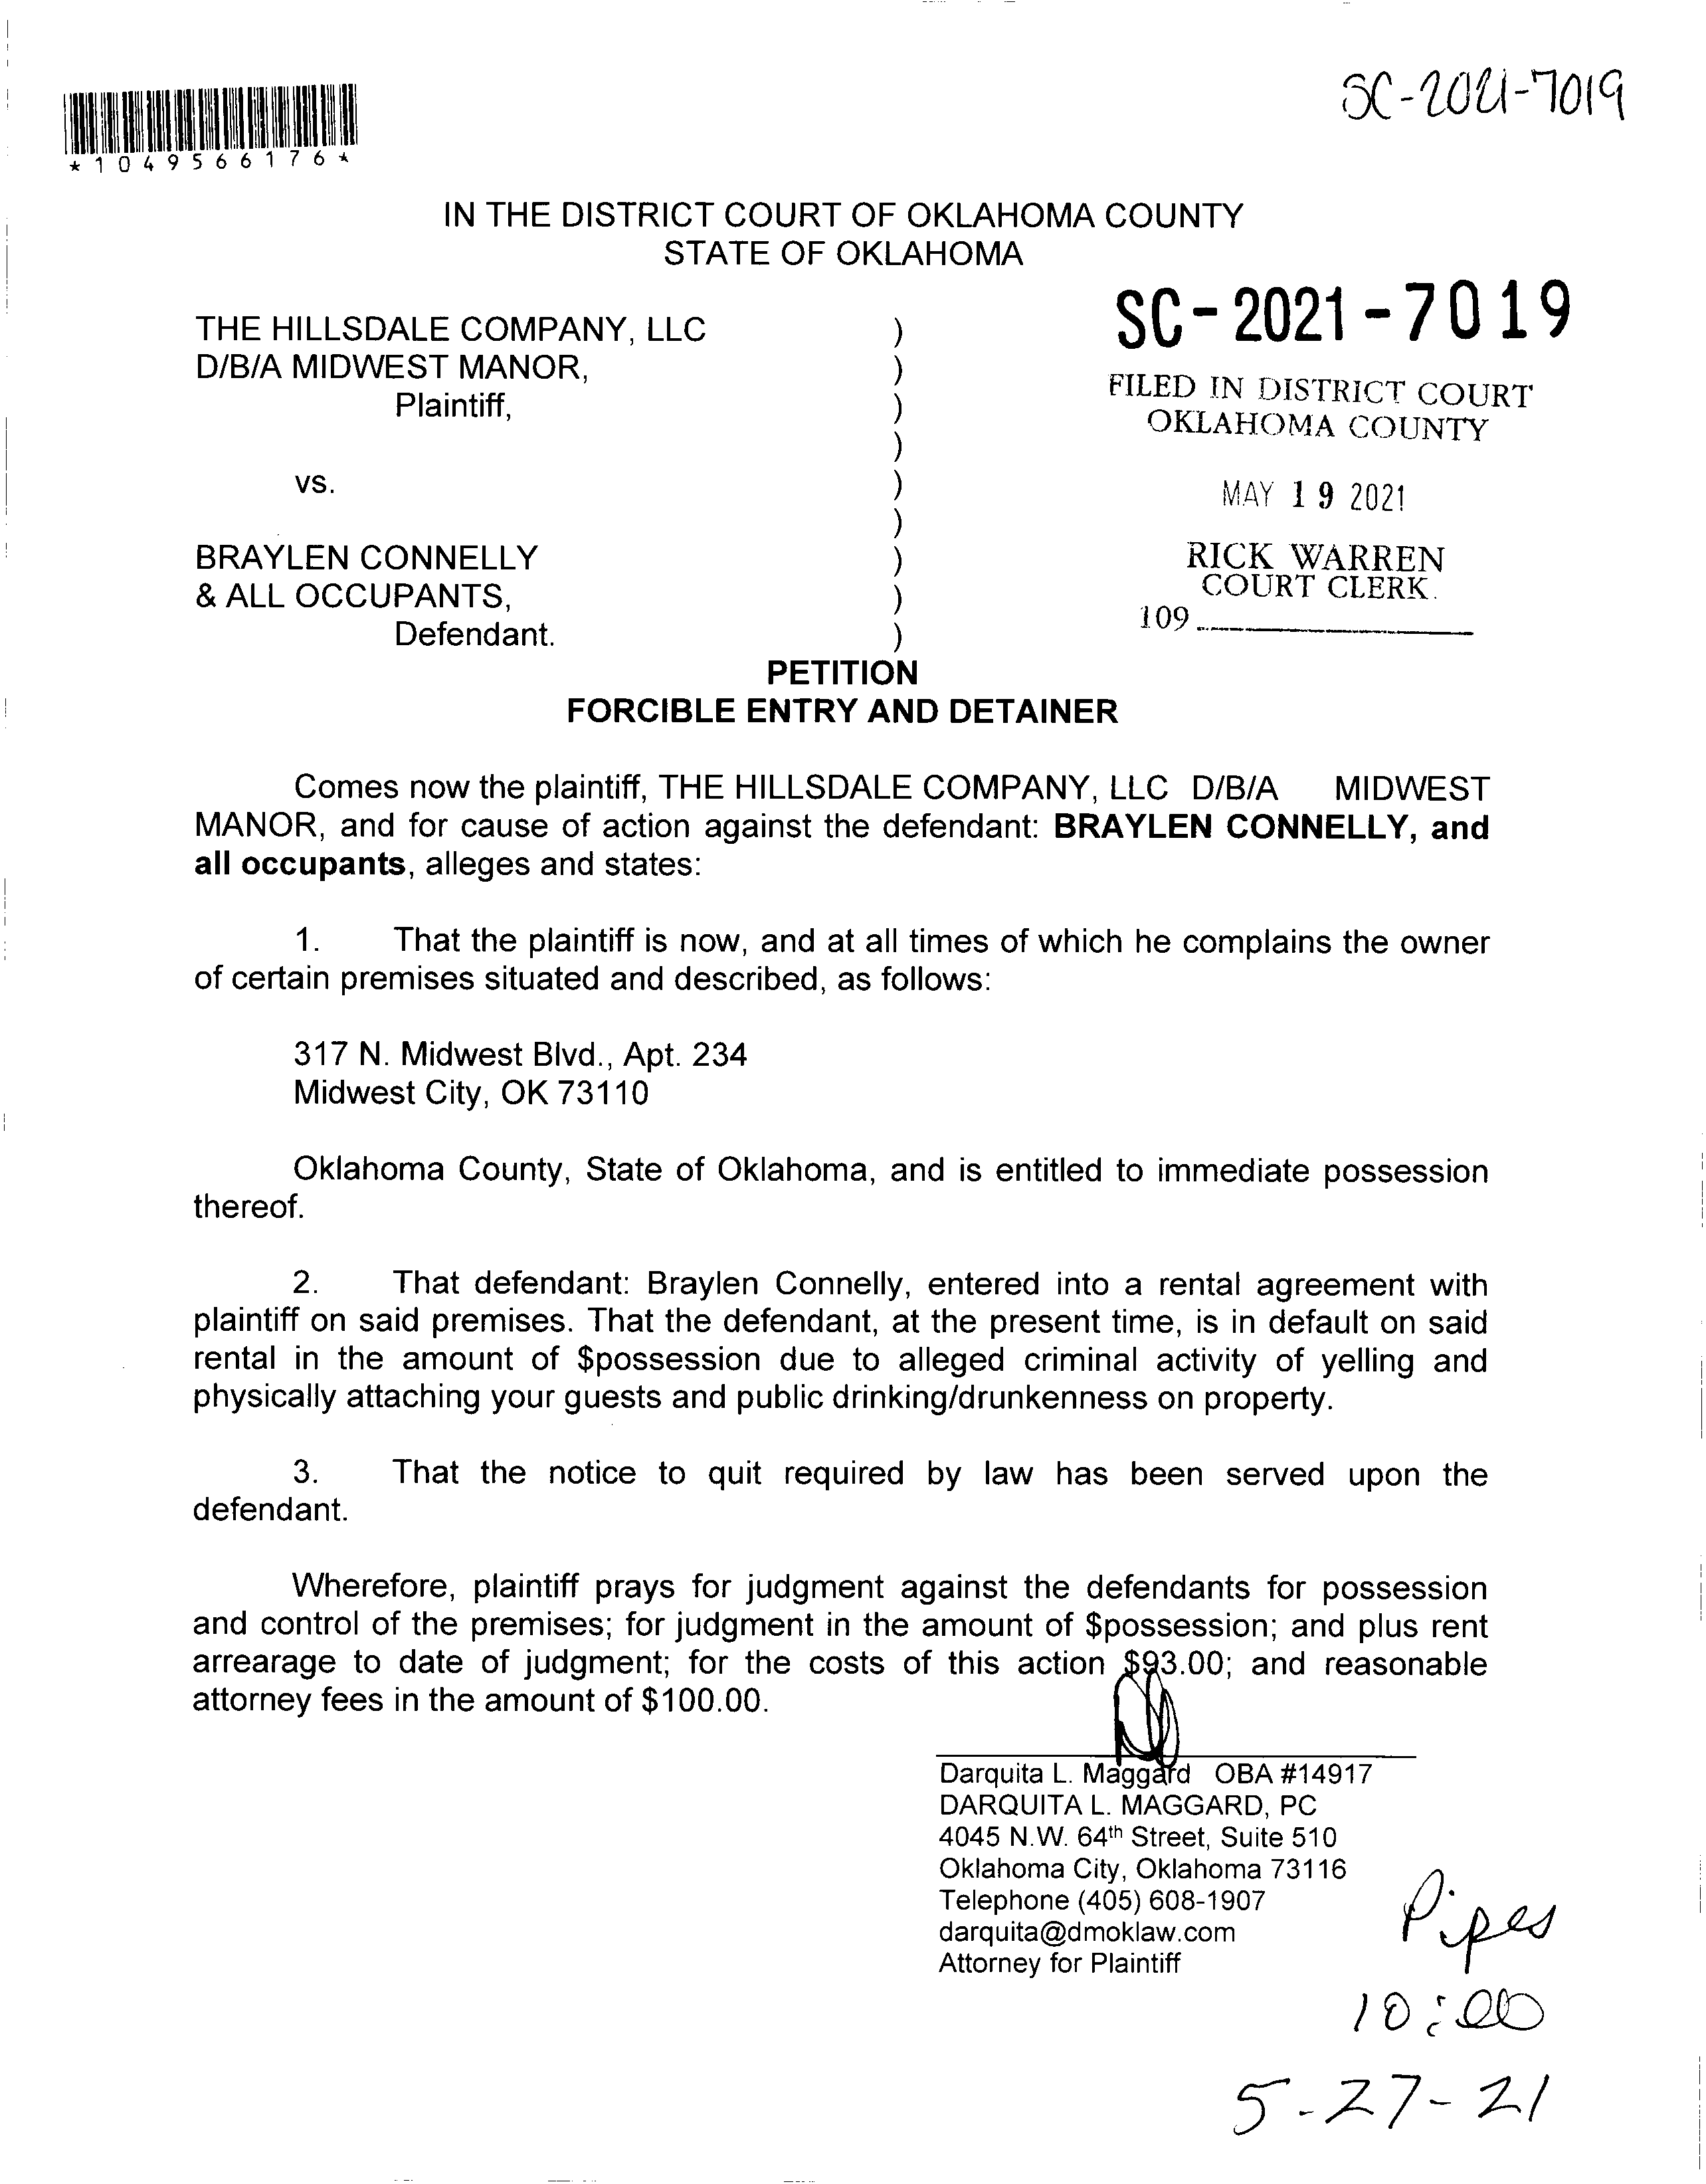 SC-2021-7019
*1049566176*
IN THE DISTRICT COURT OF OKLAHOMA COUNTY
STATE OF OKLAHOMA
SC-2021-7019
THE HILLSDALE COMPANY, LLC )
D/B/A MIDWEST MANOR, )
Plaintiff, )
)
vs. )
)
BRAYLEN CONNELLY )
& ALL OCCUPANTS, )
Defendant. )
FILED IN DISTRICT COURT
OKLAHOMA COUNTY
MAY 19 2021
RICK WARREN
COURT CLERK
109
PETITION
FORCIBLE ENTRY AND DETAINER
Comes now the plaintiff, THE HILLSDALE COMPANY, LLC D/B/A MIDWEST
MANOR, and for cause of action against the defendant: BRAYLEN CONNELLY, and
all occupants, alleges and states:
1. That the plaintiff is now, and at all times of which he complains the owner
of certain premises situated and described, as follows:
317 N. Midwest Blvd., Apt. 234
Midwest City, OK 73110
Oklahoma County, State of Oklahoma, and is entitled to immediate possession
thereof.
2. That defendant: Braylen Connelly, entered into a rental agreement with
plaintiff on said premises. That the defendant, at the present time, is in default on said
rental in the amount of $possession due to alleged criminal activity of yelling and
physically attaching your guests and public drinking/drunkenness on property.
3. That the notice to quit required by law has been served upon the
defendant.
Wherefore, plaintiff prays for judgment against the defendants for possession
and control of the premises; for judgment in the amount of $possession; and plus rent
arrearage to date of judgment; for the costs of this action $93.00; and reasonable
attorney fees in the amount of $100.00.
Darquita L. Maggard OBA #14917
DARQUITA L. MAGGARD, PC
4045 N.W. 64th Street, Suite 510
Oklahoma City, Oklahoma 73116
Telephone (405) 608-1907
darquita@dmoklaw.com
Attorney for Plaintiff
Pipes
10:00
5-27-21